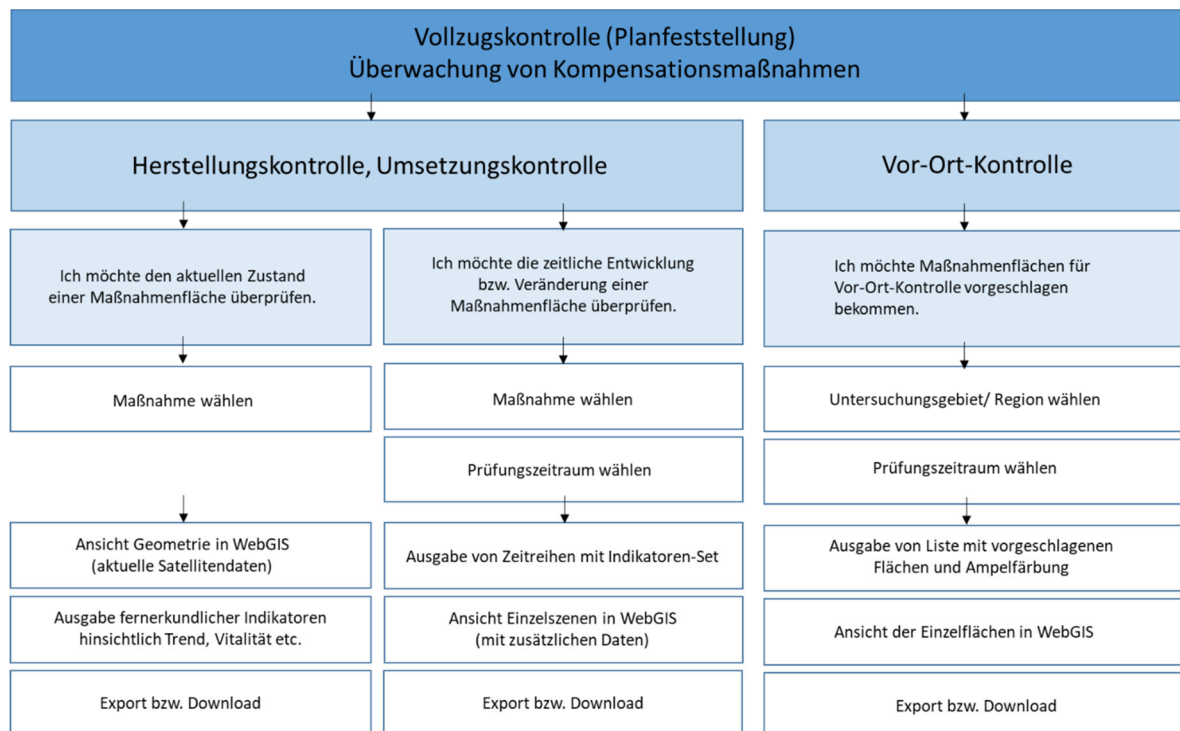 Vollzugskontrolle (Planfeststellung)
Überwachung von Kompensationsmaßnahmen
Herstellungskontrolle, Umsetzungskontrolle
Vor-Ort-Kontrolle
Ich möchte den aktuellen Zustand
einer Maßnahmenfläche überprüfen.
Ich möchte die zeitliche Entwicklung
bzw. Veränderung einer
Maßnahmenfläche überprüfen.
Ich möchte Maßnahmenflächen für
Vor-Ort-Kontrolle vorgeschlagen
bekommen.
Maßnahme wählen
Maßnahme wählen
Untersuchungsgebiet/ Region wählen
Prüfungszeitraum wählen
Prüfungszeitraum wählen
Ansicht Geometrie in WebGIS
(aktuelle Satellitendaten)
Ausgabe von Zeitreihen mit Indikatoren-Set
Ausgabe von Liste mit vorgeschlagenen
Flächen und Ampelfärbung
Ausgabe fernerkundlicher Indikatoren
hinsichtlich Trend, Vitalität etc.
Ansicht Einzelszenen in WebGIS
(mit zusätzlichen Daten)
Ansicht der Einzelflächen in WebGIS
Export bzw. Download
Export bzw. Download
Export bzw. Download